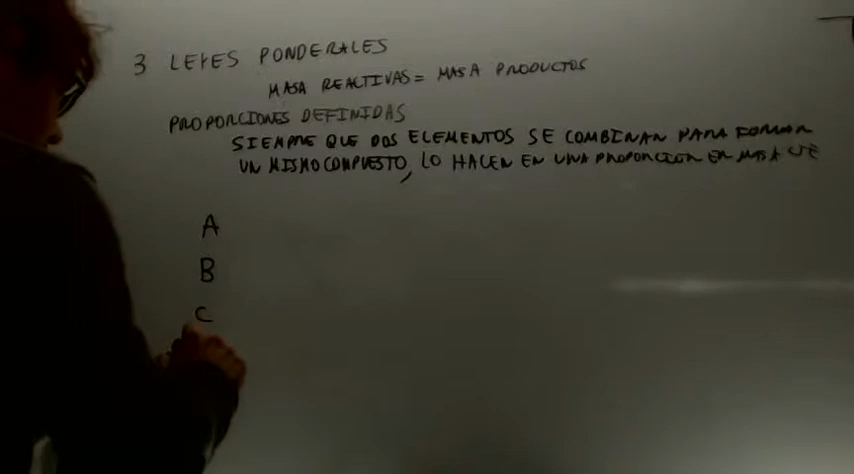 3 LEYES PONDERALES
MASA REACTIVAS = MASA PRODUCTOS
PROPORCIONES DEFINIDAS
SIEMPRE QUE DOS ELEMENTOS SE COMBINAN PARA FORMAR
UN MISMO COMPUESTO, LO HACEN EN UNA PROPORCION EN MASA
A
B
C